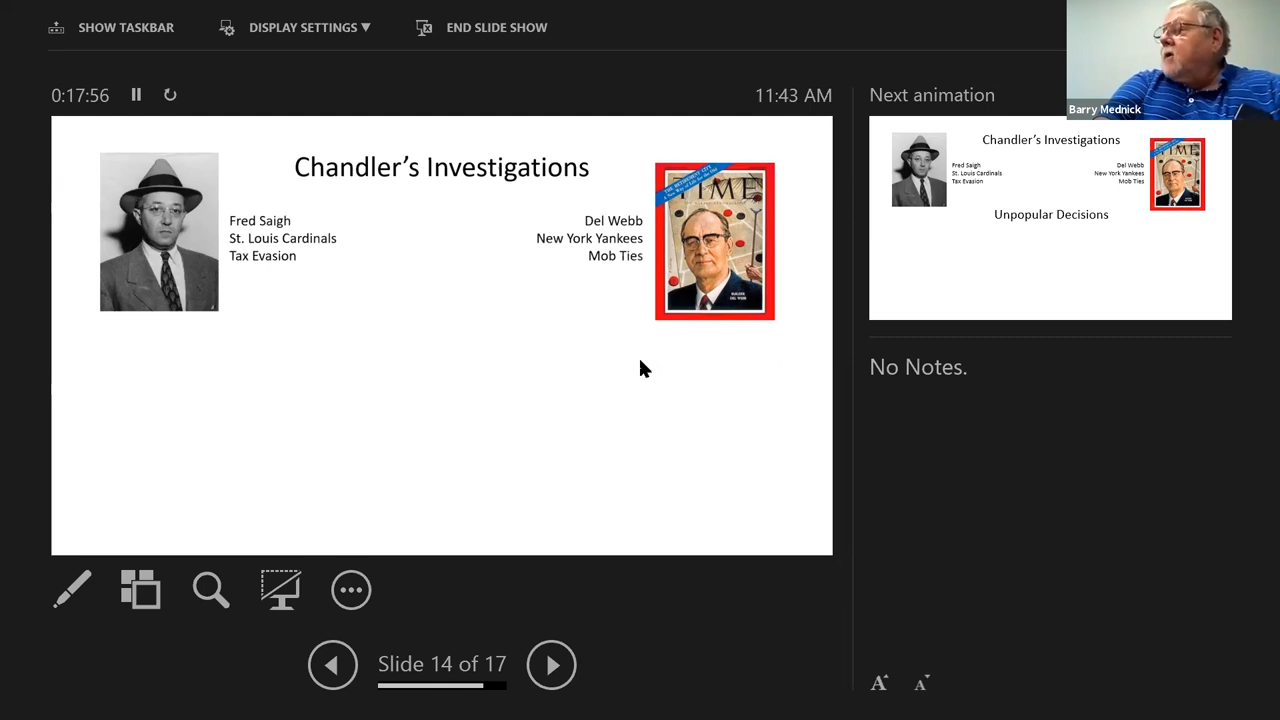 SHOW TASKBAR
DISPLAY SETTINGS ▼
END SLIDE SHOW
0:17:56
11:43 AM
Chandler's Investigations
Fred Saigh
St. Louis Cardinals
Tax Evasion
Del Webb
New York Yankees
Mob Ties
TIME
Slide 14 of 17
Next animation
Barry Mednick
Chandler's Investigations
Fred Saigh
St. Louis Cardinals
Tax Evasion
Del Webb
New York Yankees
Mob Ties
TIME
Unpopular Decisions
No Notes.
A
A